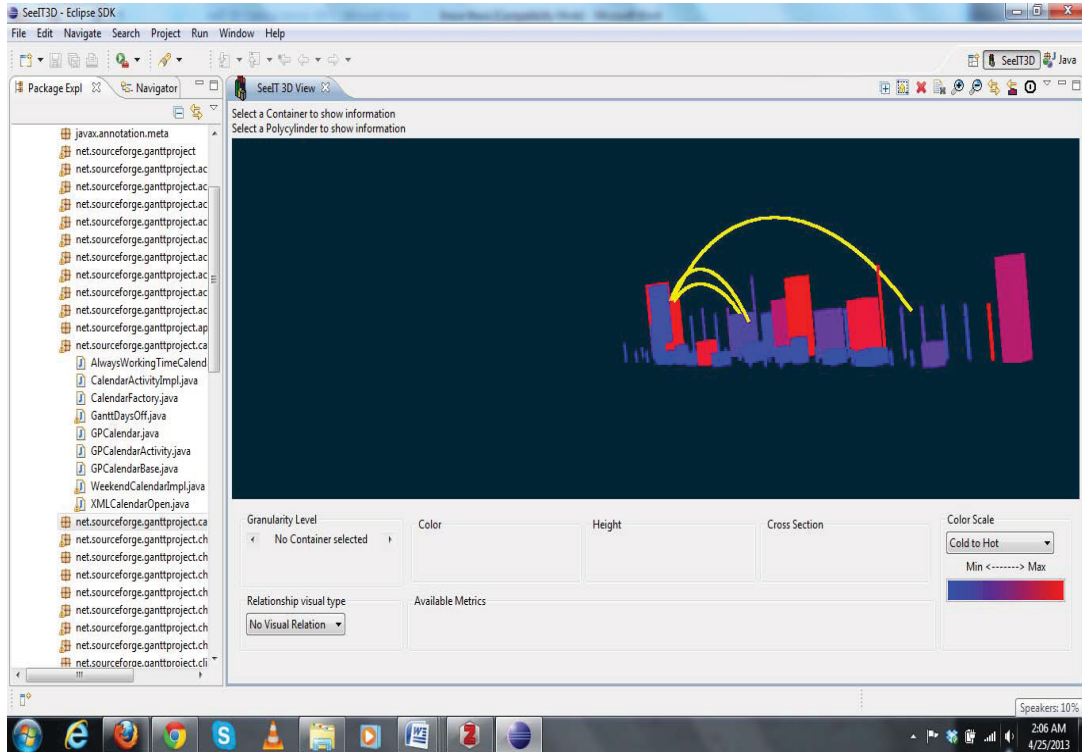 SeeIT3D - Eclipse SDK
File Edit Navigate Search Project Run Window Help
SeeIT3D Java
Package Expl Navigator
SeeIT 3D View
Select a Container to show information
Select a Polycylinder to show information
javax.annotation.meta
net.sourceforge.ganttproject
net.sourceforge.ganttproject.ac
net.sourceforge.ganttproject.ac
net.sourceforge.ganttproject.ac
net.sourceforge.ganttproject.ac
net.sourceforge.ganttproject.ac
net.sourceforge.ganttproject.ac
net.sourceforge.ganttproject.ac
net.sourceforge.ganttproject.ac
net.sourceforge.ganttproject.ac
net.sourceforge.ganttproject.ap
net.sourceforge.ganttproject.ca
AlwaysWorkingTimeCalend
CalendarActivityImpl.java
CalendarFactory.java
GanttDaysOff.java
GPCalendar.java
GPCalendarActivity.java
GPCalendarBase.java
WeekendCalendarImpl.java
XMLCalendarOpen.java
net.sourceforge.ganttproject.ca
net.sourceforge.ganttproject.ch
net.sourceforge.ganttproject.ch
net.sourceforge.ganttproject.ch
net.sourceforge.ganttproject.ch
net.sourceforge.ganttproject.ch
net.sourceforge.ganttproject.ch
net.sourceforge.ganttproject.ch
net.sourceforge.ganttproject.cli
Granularity Level
No Container selected
Color
Height
Cross Section
Color Scale
Cold to Hot
Min <-------> Max
Relationship visual type
No Visual Relation
Available Metrics
Speakers: 10%
2:06 AM
4/25/2013